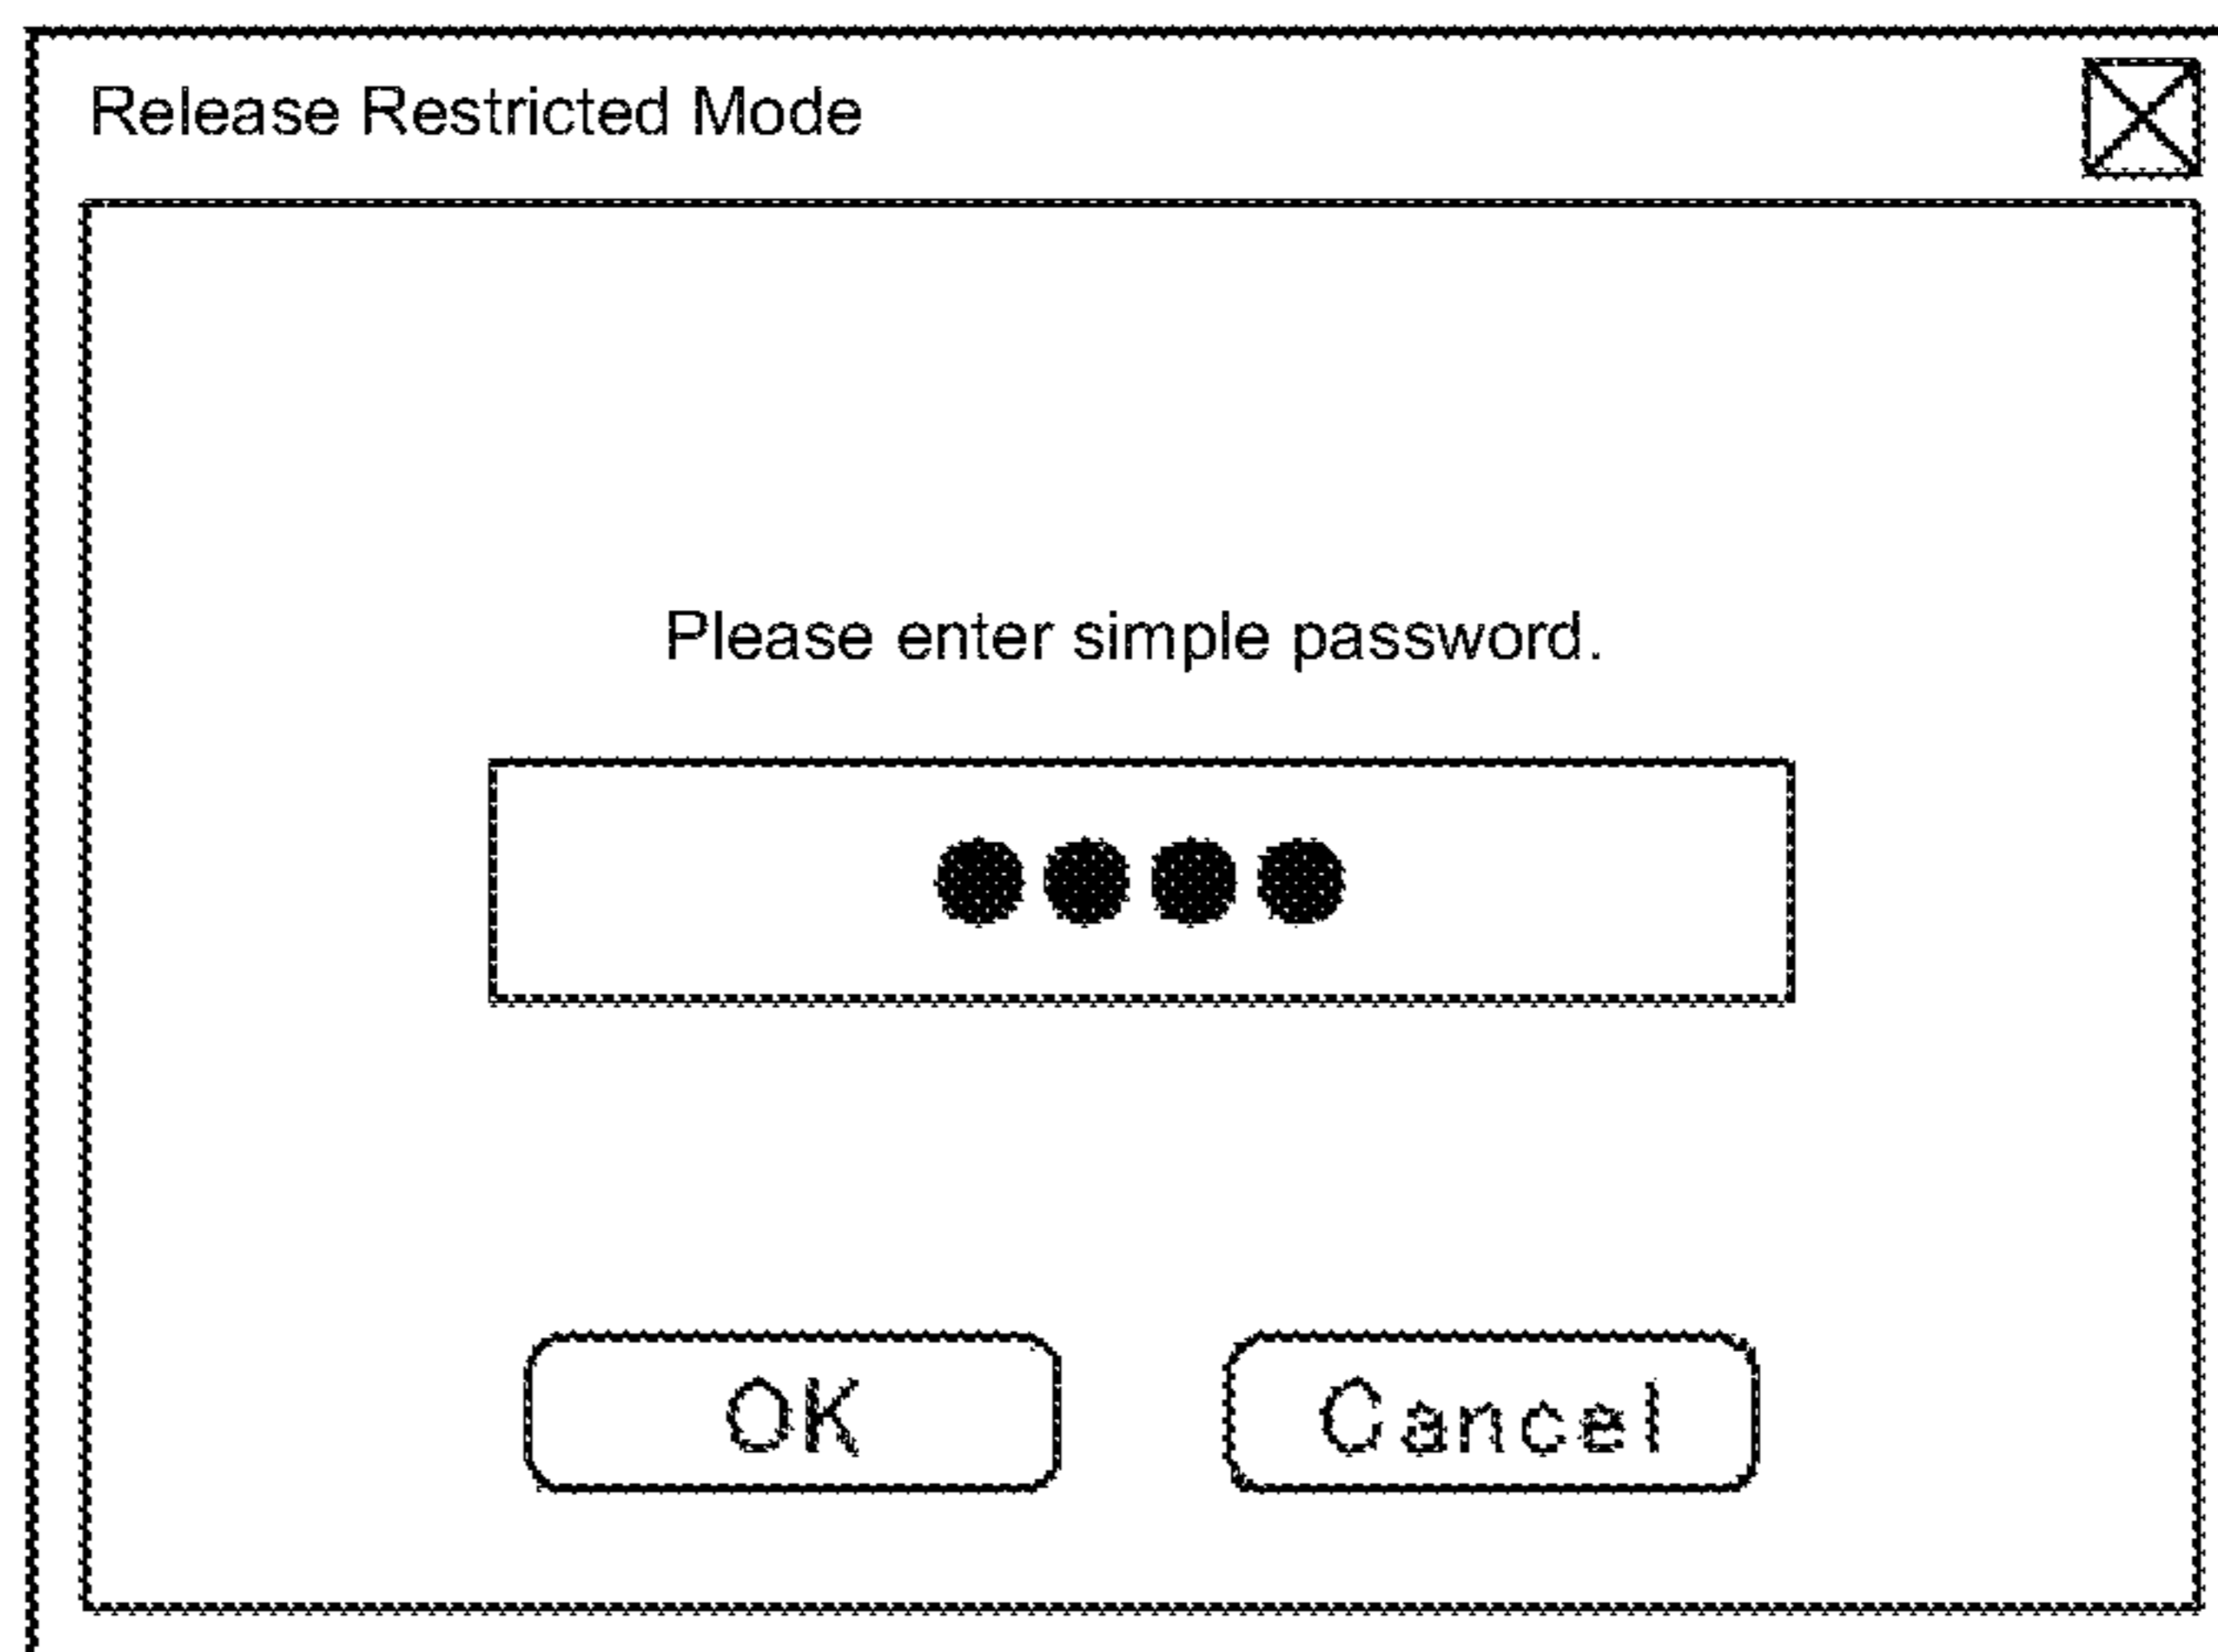 Release Restricted Mode
Please enter simple password.
●●●●
OK
Cancel